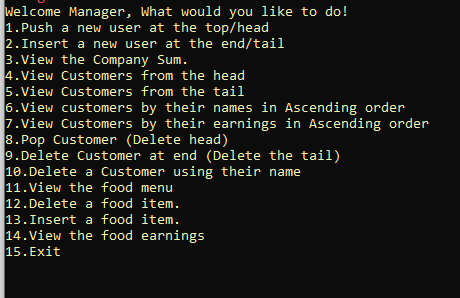 Welcome Manager, What would you like to do!
1.Push a new user at the top/head
2.Insert a new user at the end/tail
3.View the Company Sum.
4.View Customers from the head
5.View Customers from the tail
6.View customers by their names in Ascending order
7.View Customers by their earnings in Ascending order
8.Pop Customer (Delete head)
9.Delete Customer at end (Delete the tail)
10.Delete a Customer using their name
11.View the food menu
12.Delete a food item.
13.Insert a food item.
14.View the food earnings
15.Exit